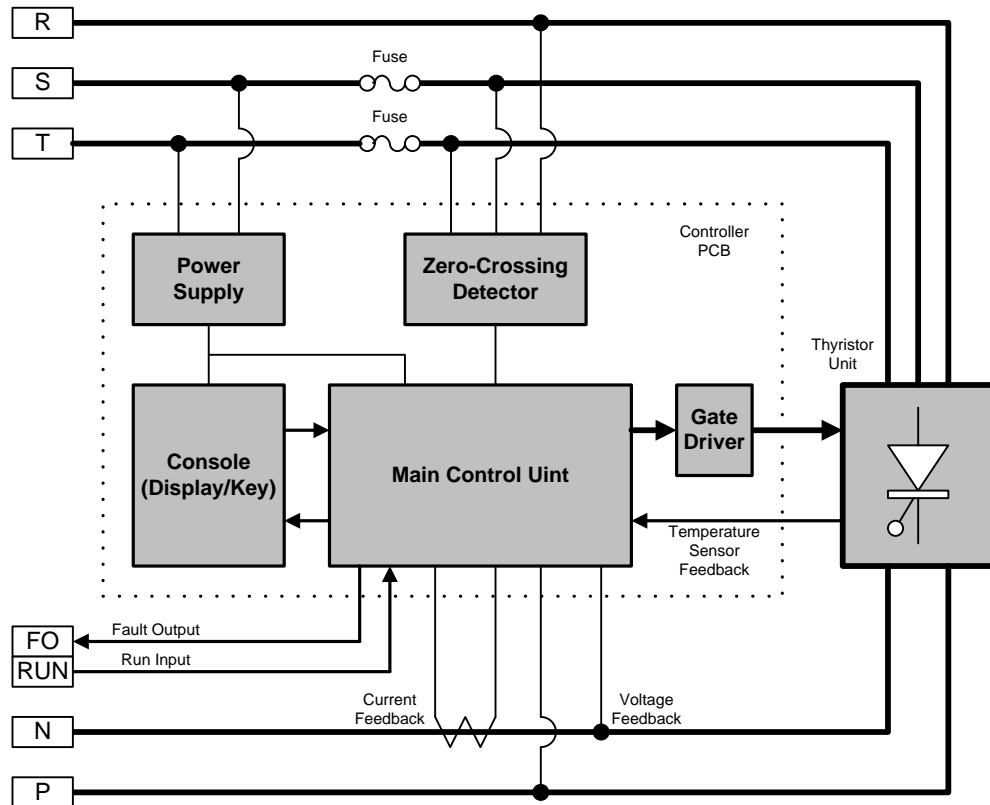 R
Fuse
S
Fuse
T
Controller
PCB
Power
Supply
Zero-Crossing
Detector
Thyristor
Unit
Console
(Display/Key)
Main Control Uint
Gate
Driver
Temperature
Sensor
Feedback
FO
Fault Output
RUN
Run Input
Current
Feedback
Voltage
Feedback
N
P